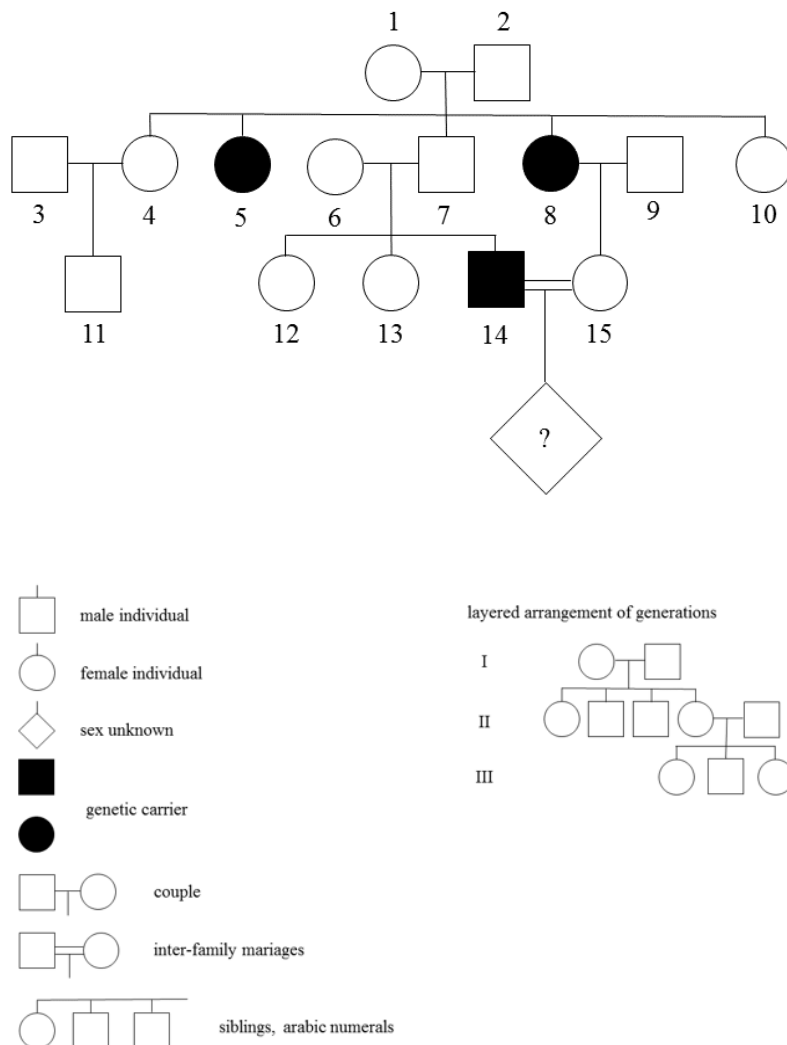 1 2
3 4 5 6 7 8 9 10
11 12 13 14 15
?
male individual
female individual
sex unknown
genetic carrier
couple
inter-family mariages
siblings, arabic numerals
layered arrangement of generations
I
II
III